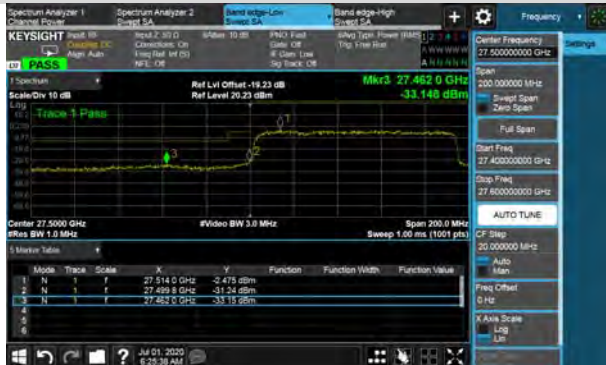 Spectrum Analyzer 1
Channel Power
Spectrum Analyzer 2
Swept SA
Band edge-Low
Swept SA
Band edge-High
Swept SA
+
Frequency
KEYSIGHT Input: RF
Coupling: DC
Align: Auto
Input Z: 50 Ω
Corrections: On
Freq Ref: Int (S)
NFE: Off
#Atten: 10 dB
PNO: Fast
Gate: Off
IF Gain: Low
Sig Track: Off
#Avg Type: Power (RMS)
Trig: Free Run
PASS
1 Spectrum
Scale/Div 10 dB
Ref Lvl Offset -19.23 dB
Ref Level 20.23 dBm
Mkr3 27.462 0 GHz
-33.148 dBm
Log
Trace 1 Pass
1
2
3
Center 27.5000 GHz
#Res BW 1.0 MHz
#Video BW 3.0 MHz
Span 200.0 MHz
Sweep 1.00 ms (1001 pts)
5 Marker Table
Mode Trace Scale X Y Function Function Width Function Value
1 N 1 f 27.514 0 GHz -2.475 dBm
2 N 1 f 27.499 8 GHz -31.24 dBm
3 N 1 f 27.462 0 GHz -33.15 dBm
4
5
6
Jul 01, 2020
6:25:38 AM
Center Frequency
27.500000000 GHz
Settings
Span
200.000000 MHz
Swept Span
Zero Span
Full Span
Start Freq
27.400000000 GHz
Stop Freq
27.600000000 GHz
AUTO TUNE
CF Step
20.000000 MHz
Auto
Man
Freq Offset
0 Hz
X Axis Scale
Log
Lin